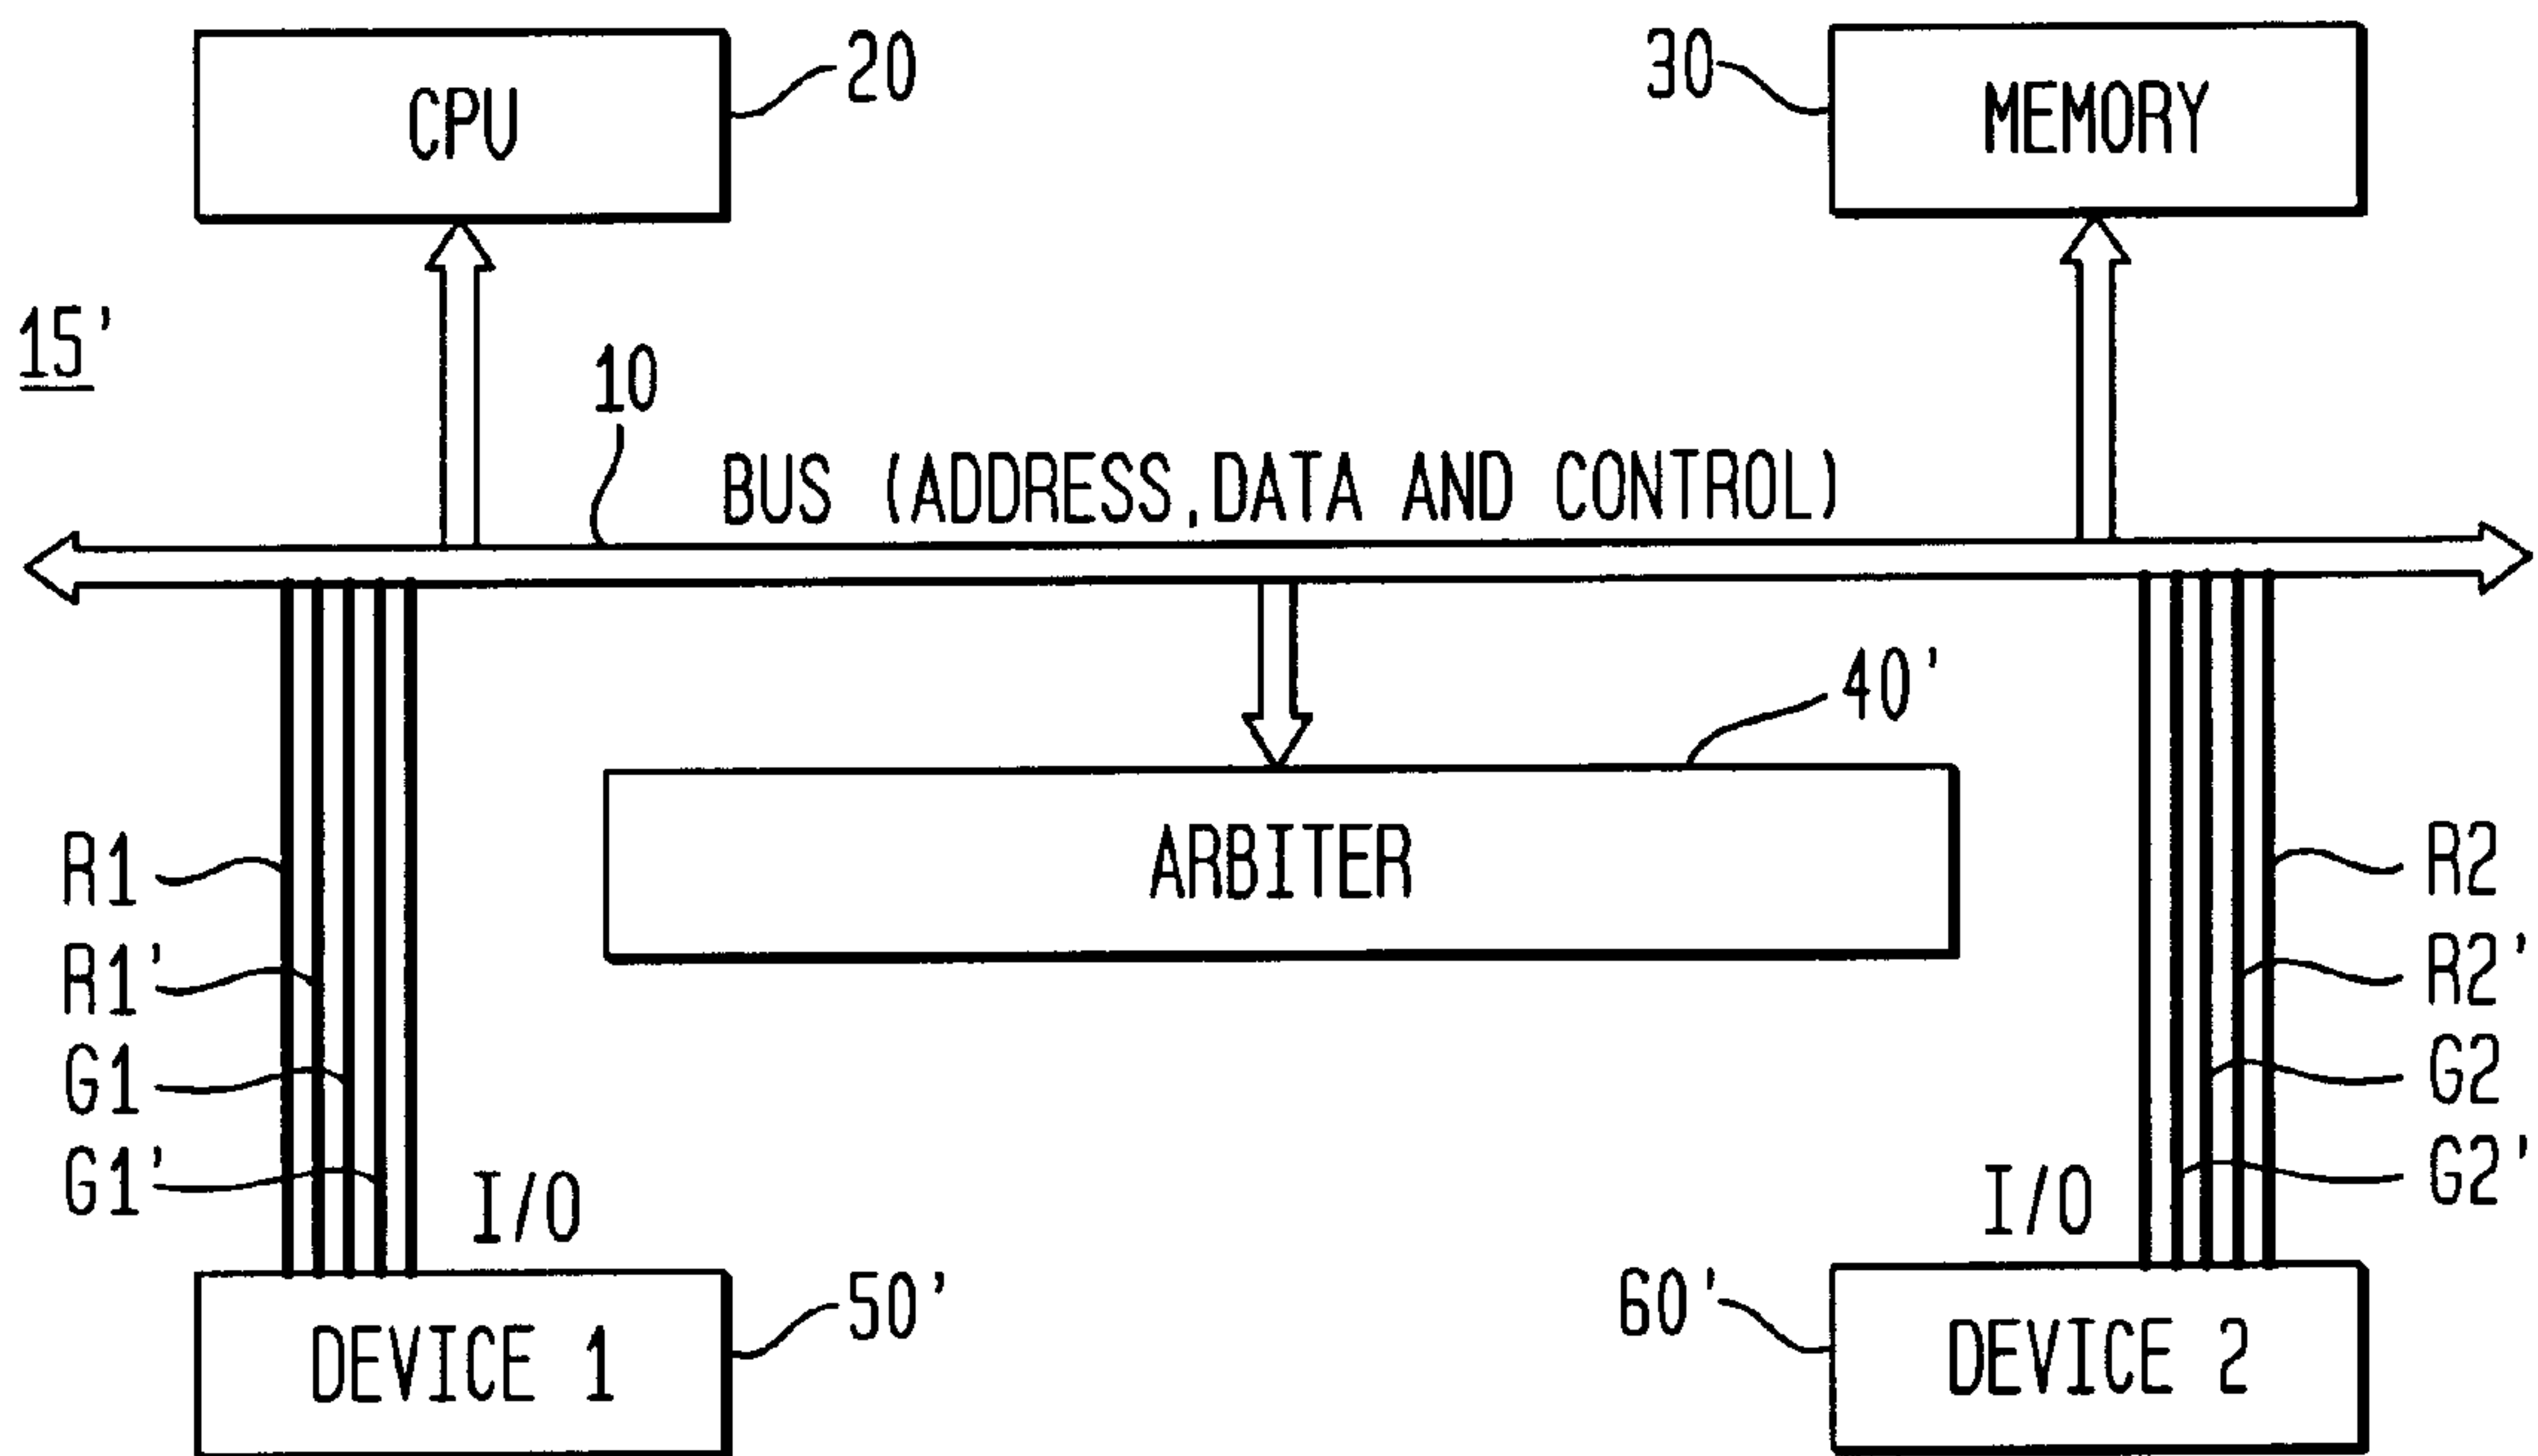 CPU
20
30
MEMORY
15'
10
BUS (ADDRESS,DATA AND CONTROL)
40'
ARBITER
R1
R1'
G1
G1'
R2
R2'
G2
G2'
I/O
I/O
DEVICE 1
50'
60'
DEVICE 2